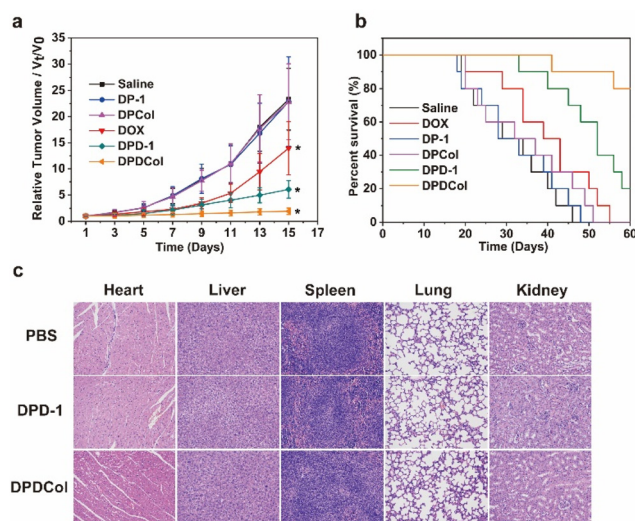 a
Relative Tumor Volume / Vt/V0
35
30
25
20
15
10
5
0
Saline
DP-1
DPCol
DOX
DPD-1
DPDCol
*
*
*
1 3 5 7 9 11 13 15 17
Time (Days)
b
Percent survival (%)
100
80
60
40
20
0
Saline
DOX
DP-1
DPCol
DPD-1
DPDCol
0 10 20 30 40 50 60
Time (Days)
c
Heart Liver Spleen Lung Kidney
PBS
DPD-1
DPDCol